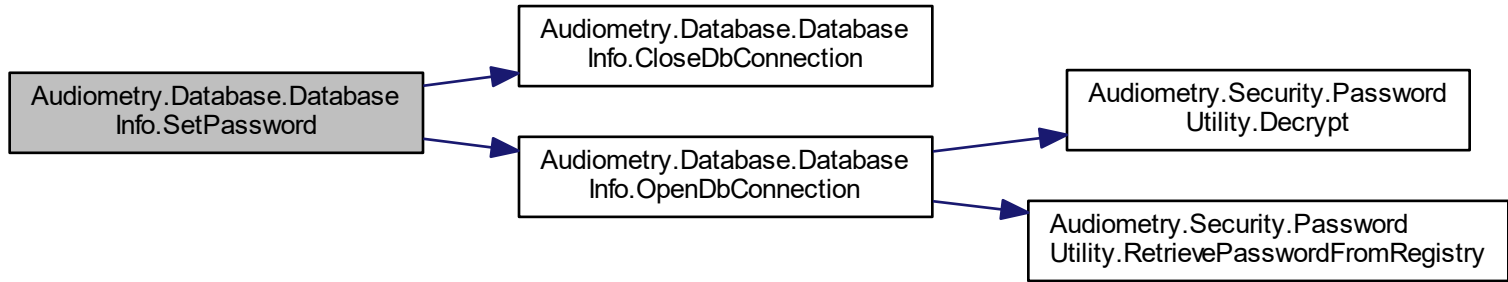 Audiometry.Database.Database
Info.SetPassword
Audiometry.Database.Database
Info.CloseDbConnection
Audiometry.Database.Database
Info.OpenDbConnection
Audiometry.Security.Password
Utility.Decrypt
Audiometry.Security.Password
Utility.RetrievePasswordFromRegistry